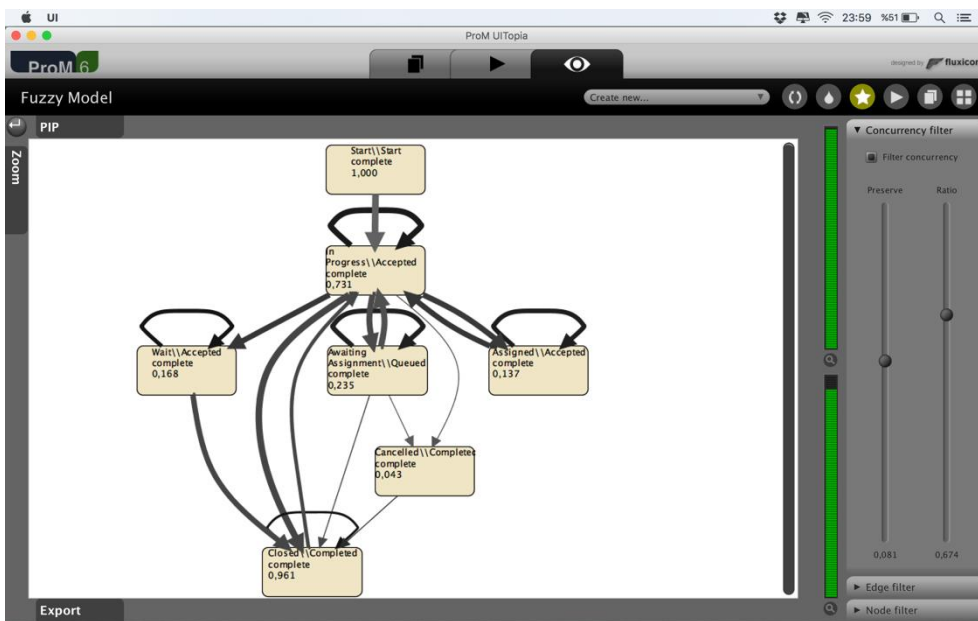 UI
23:59 %51
ProM UITopia
ProM 6
designed by fluxicon
Fuzzy Model
Create new...
PIP
Zoom
Start\\Start
complete
1,000
In
Progress\\Accepted
complete
0,731
Wait\\Accepted
complete
0,168
Awaiting
Assignment\\Queued
complete
0,235
Assigned\\Accepted
complete
0,137
Cancelled\\Completed
complete
0,043
Closed\\Completed
complete
0,961
Export
Concurrency filter
Filter concurrency
Preserve Ratio
0,081 0,674
Edge filter
Node filter